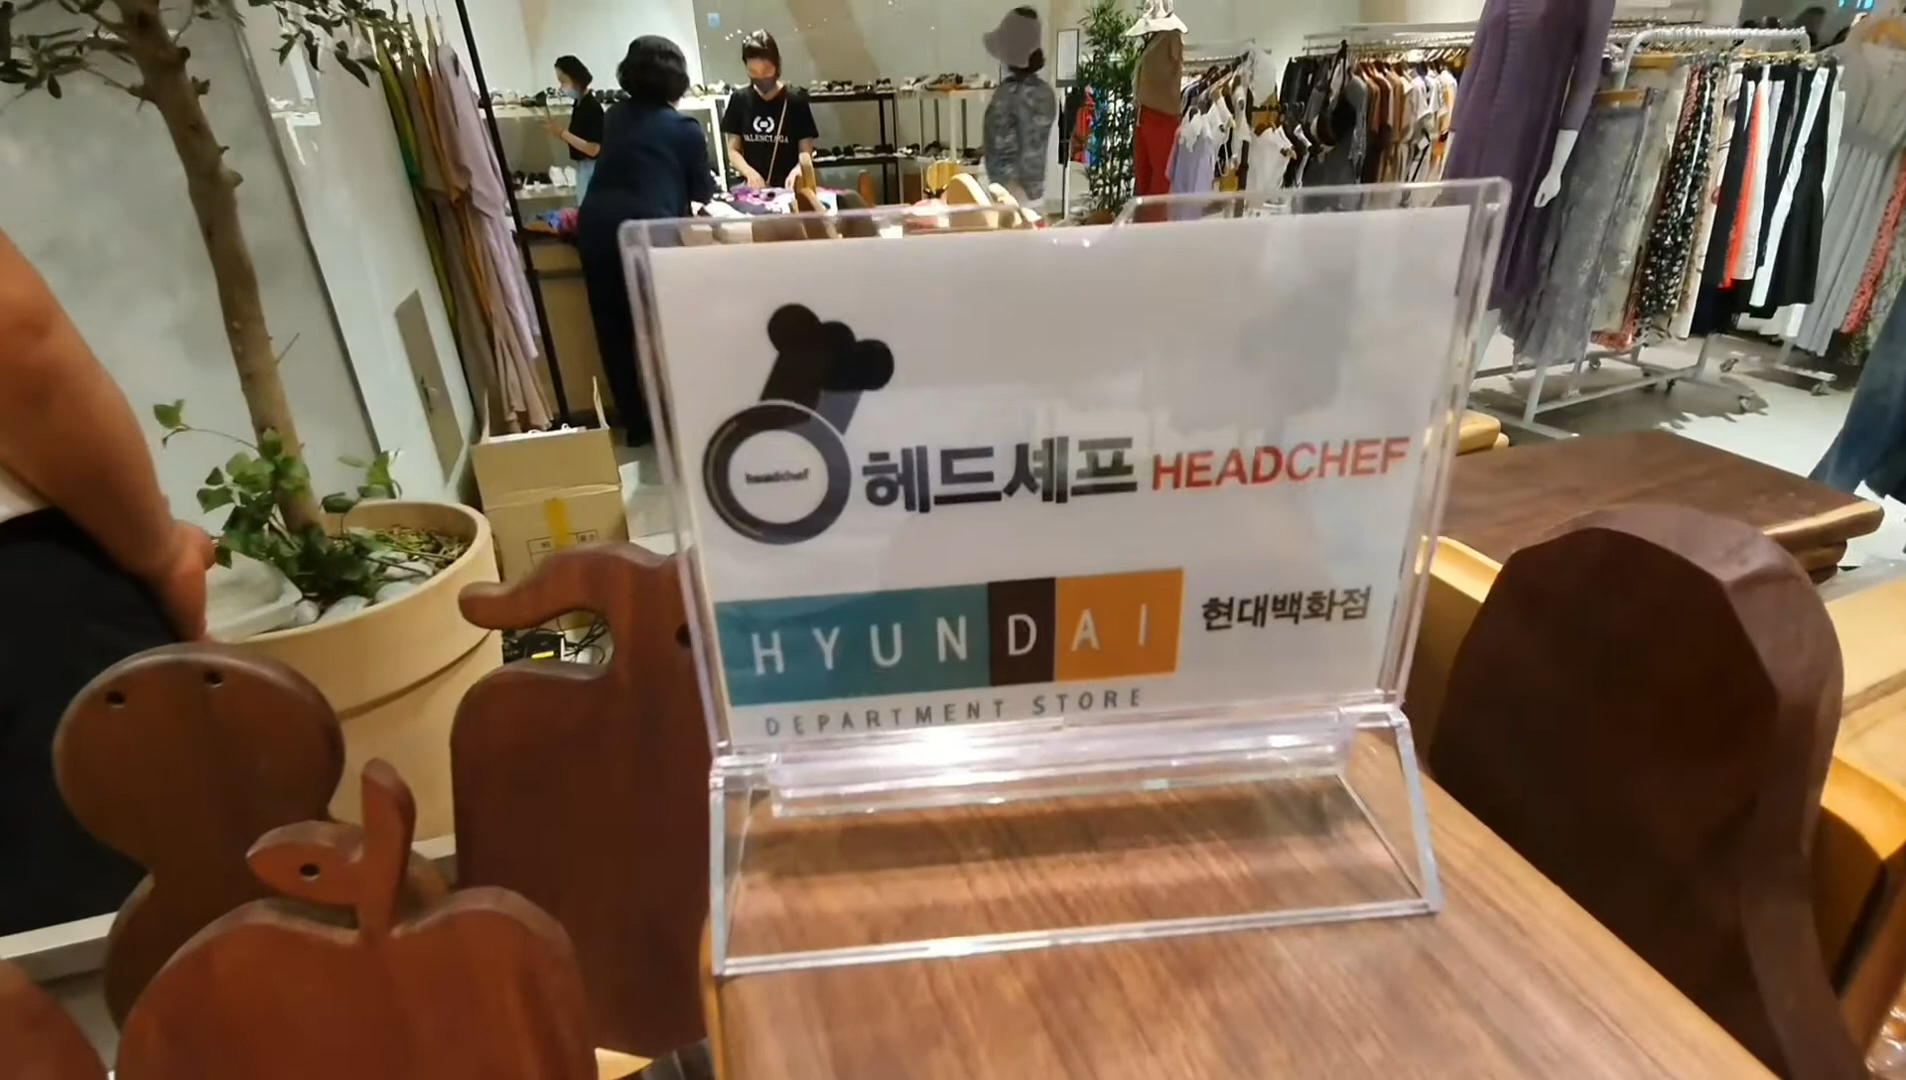 headchef
헤드셰프 HEADCHEF
HYUNDAI 현대백화점
DEPARTMENT STORE